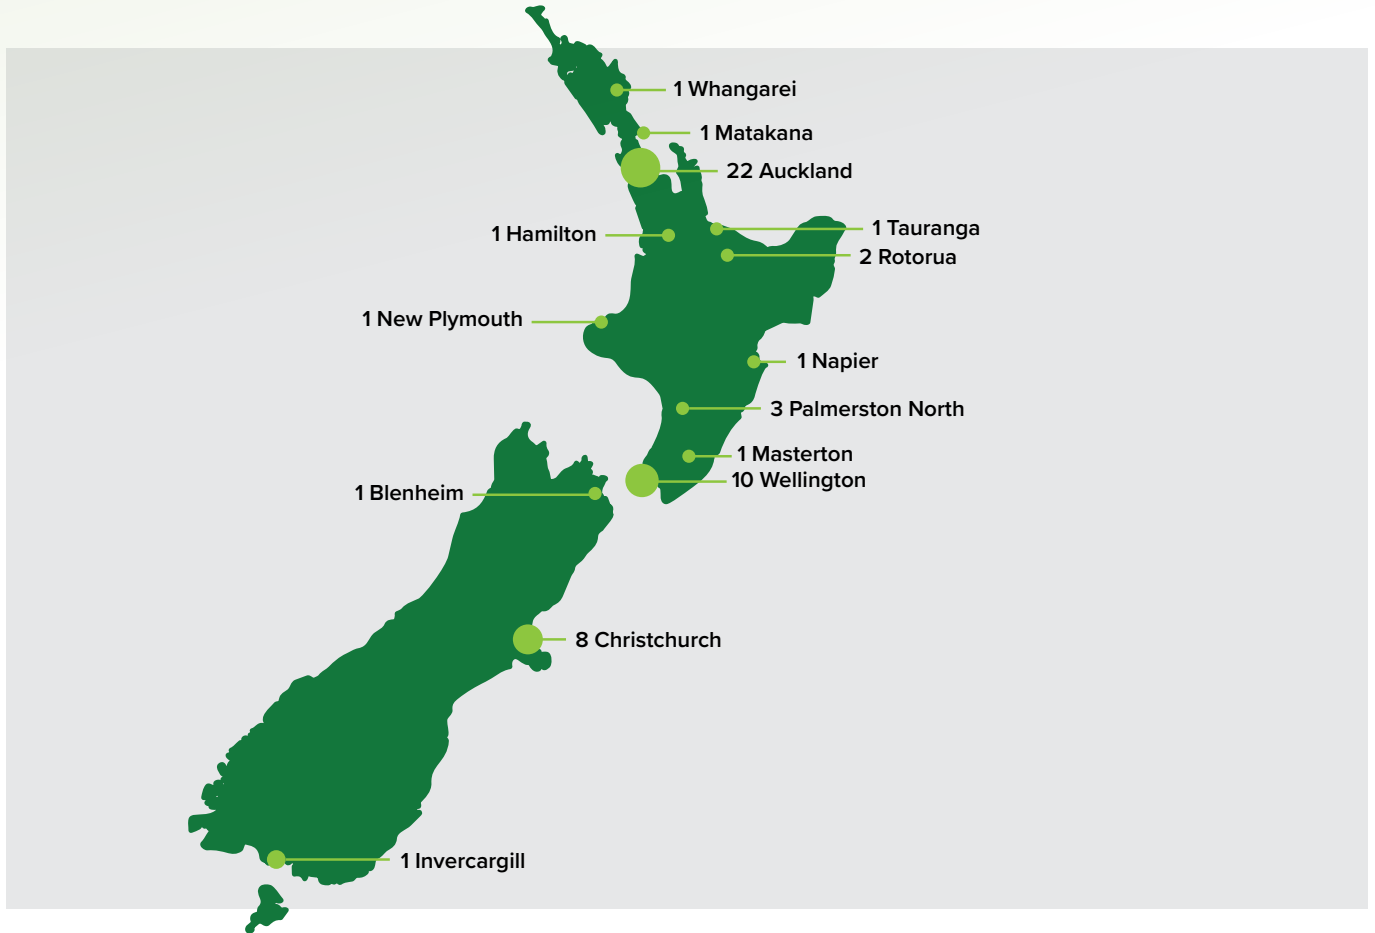 1 Whangarei
1 Matakana
22 Auckland
1 Tauranga
1 Hamilton
2 Rotorua
1 New Plymouth
1 Napier
3 Palmerston North
1 Masterton
10 Wellington
1 Blenheim
8 Christchurch
1 Invercargill